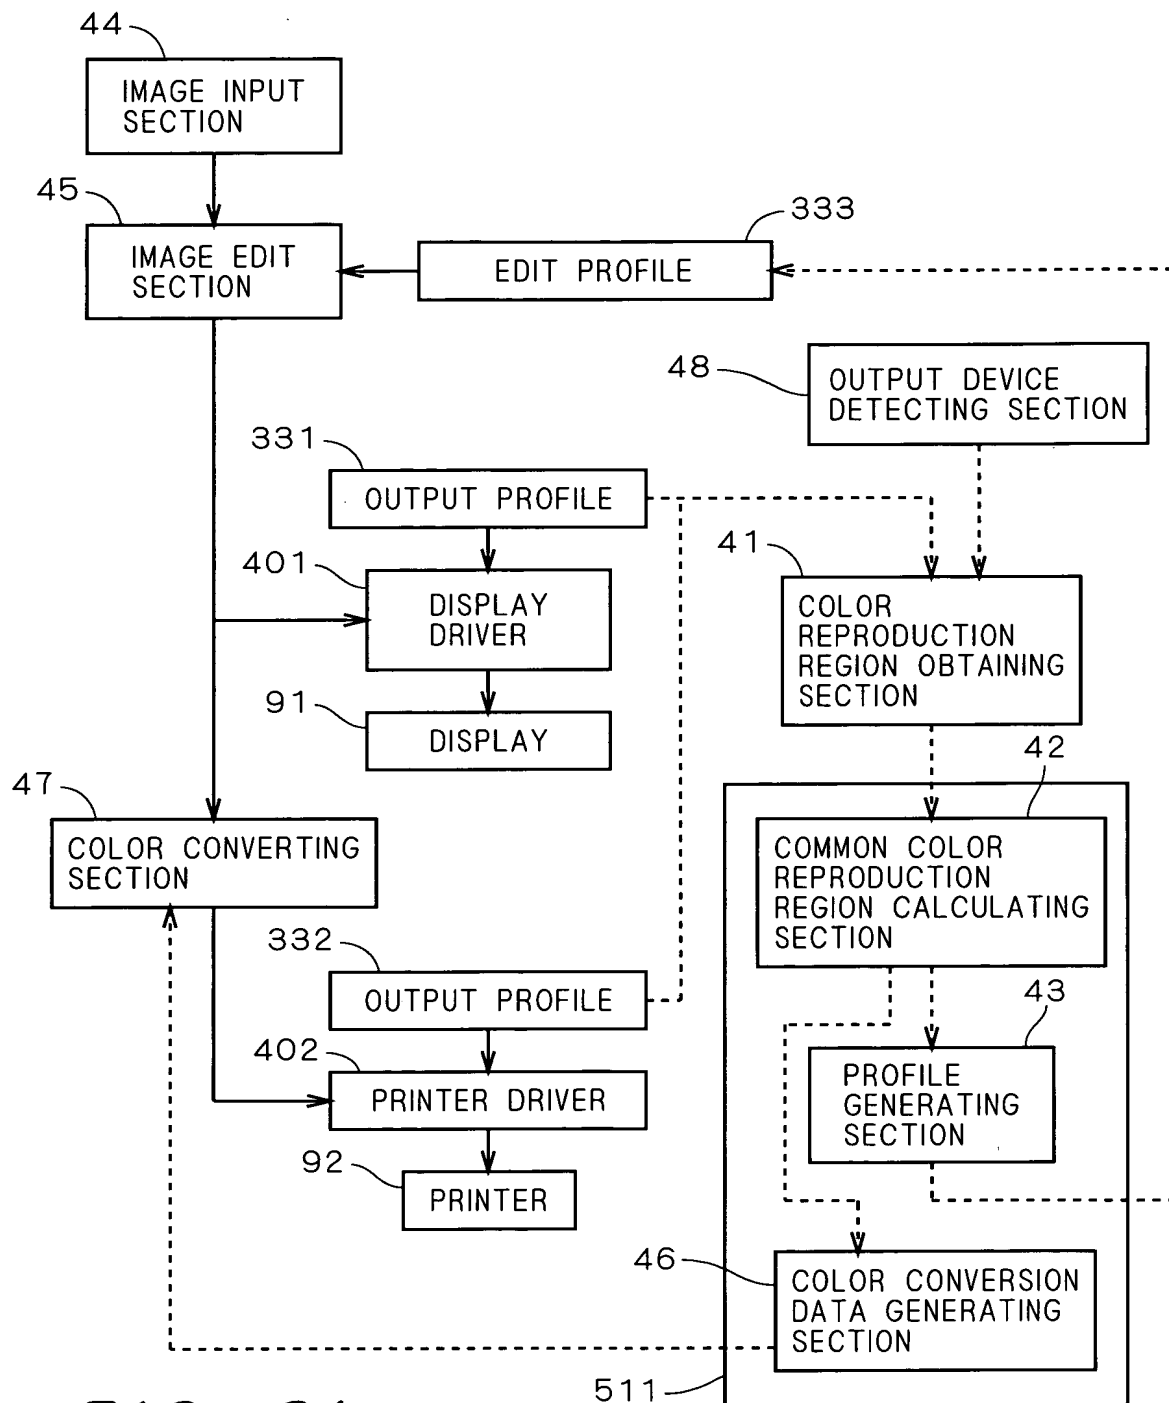 44
IMAGE INPUT
SECTION
45
IMAGE EDIT
SECTION
333
EDIT PROFILE
48
OUTPUT DEVICE
DETECTING SECTION
331
OUTPUT PROFILE
401
DISPLAY
DRIVER
91
DISPLAY
41
COLOR
REPRODUCTION
REGION OBTAINING
SECTION
47
COLOR CONVERTING
SECTION
42
COMMON COLOR
REPRODUCTION
REGION CALCULATING
SECTION
332
OUTPUT PROFILE
402
PRINTER DRIVER
92
PRINTER
43
PROFILE
GENERATING
SECTION
46
COLOR CONVERSION
DATA GENERATING
SECTION
511